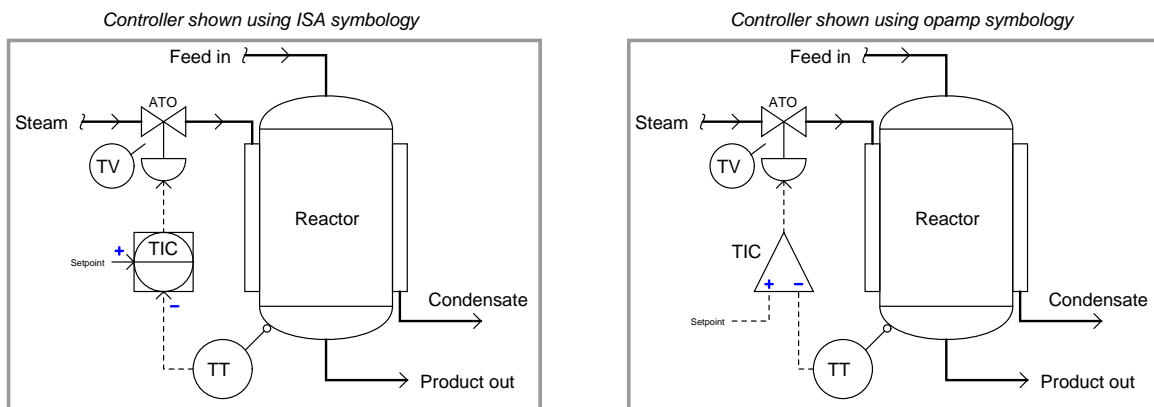 Controller shown using ISA symbology
Feed in
ATO
Steam
TV
Reactor
+
TIC
Setpoint
−
Condensate
TT
Product out
Controller shown using opamp symbology
Feed in
ATO
Steam
TV
Reactor
TIC
+ −
Setpoint
Condensate
TT
Product out